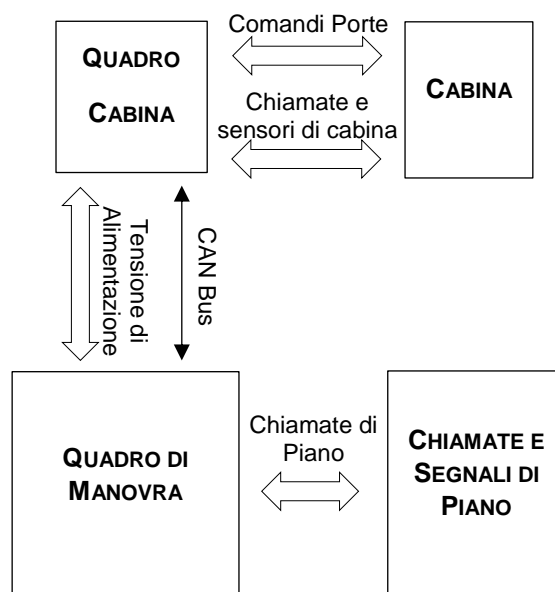 QUADRO
CABINA
Comandi Porte
Chiamate e
sensori di cabina
CABINA
Tensione di
Alimentazione
CAN Bus
QUADRO DI
MANOVRA
Chiamate di
Piano
CHIAMATE E
SEGNALI DI
PIANO